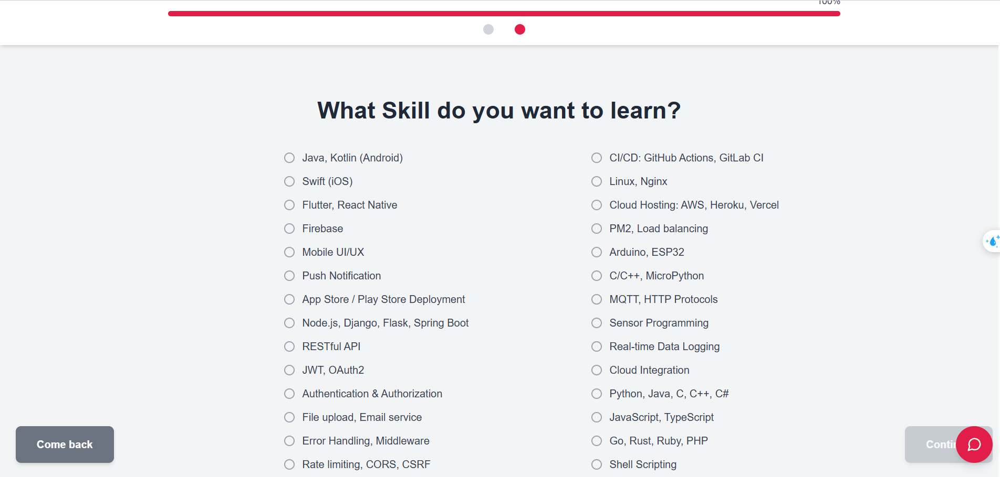 100%
What Skill do you want to learn?
Java, Kotlin (Android)
Swift (iOS)
Flutter, React Native
Firebase
Mobile UI/UX
Push Notification
App Store / Play Store Deployment
Node.js, Django, Flask, Spring Boot
RESTful API
JWT, OAuth2
Authentication & Authorization
File upload, Email service
Error Handling, Middleware
Rate limiting, CORS, CSRF
CI/CD: GitHub Actions, GitLab CI
Linux, Nginx
Cloud Hosting: AWS, Heroku, Vercel
PM2, Load balancing
Arduino, ESP32
C/C++, MicroPython
MQTT, HTTP Protocols
Sensor Programming
Real-time Data Logging
Cloud Integration
Python, Java, C, C++, C#
JavaScript, TypeScript
Go, Rust, Ruby, PHP
Shell Scripting
Come back